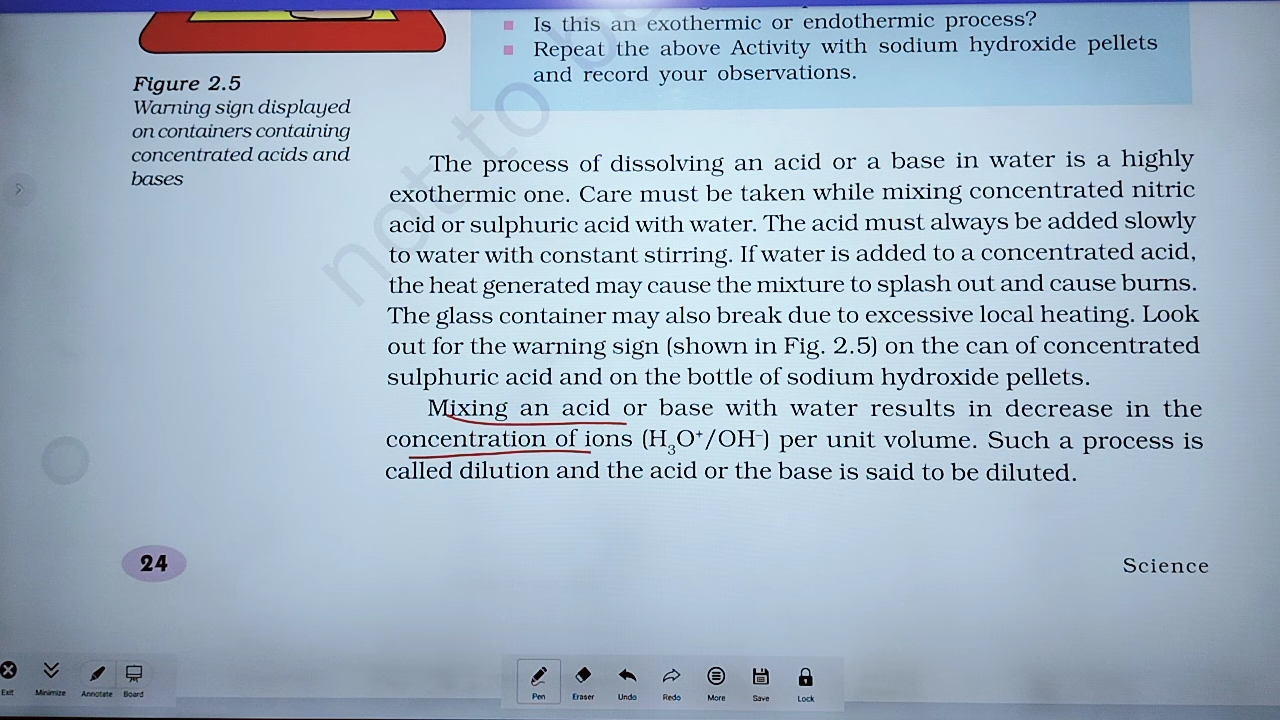 Is this an exothermic or endothermic process?
Repeat the above Activity with sodium hydroxide pellets
and record your observations.
Figure 2.5
Warning sign displayed
on containers containing
concentrated acids and
bases
not to b
The process of dissolving an acid or a base in water is a highly
exothermic one. Care must be taken while mixing concentrated nitric
acid or sulphuric acid with water. The acid must always be added slowly
to water with constant stirring. If water is added to a concentrated acid,
the heat generated may cause the mixture to splash out and cause burns.
The glass container may also break due to excessive local heating. Look
out for the warning sign (shown in Fig. 2.5) on the can of concentrated
sulphuric acid and on the bottle of sodium hydroxide pellets.
Mixing an acid or base with water results in decrease in the
concentration of ions (H₃O⁺/OH⁻) per unit volume. Such a process is
called dilution and the acid or the base is said to be diluted.
24
Science
Exit Minimize Annotate Board Pen Eraser Undo Redo More Save Lock